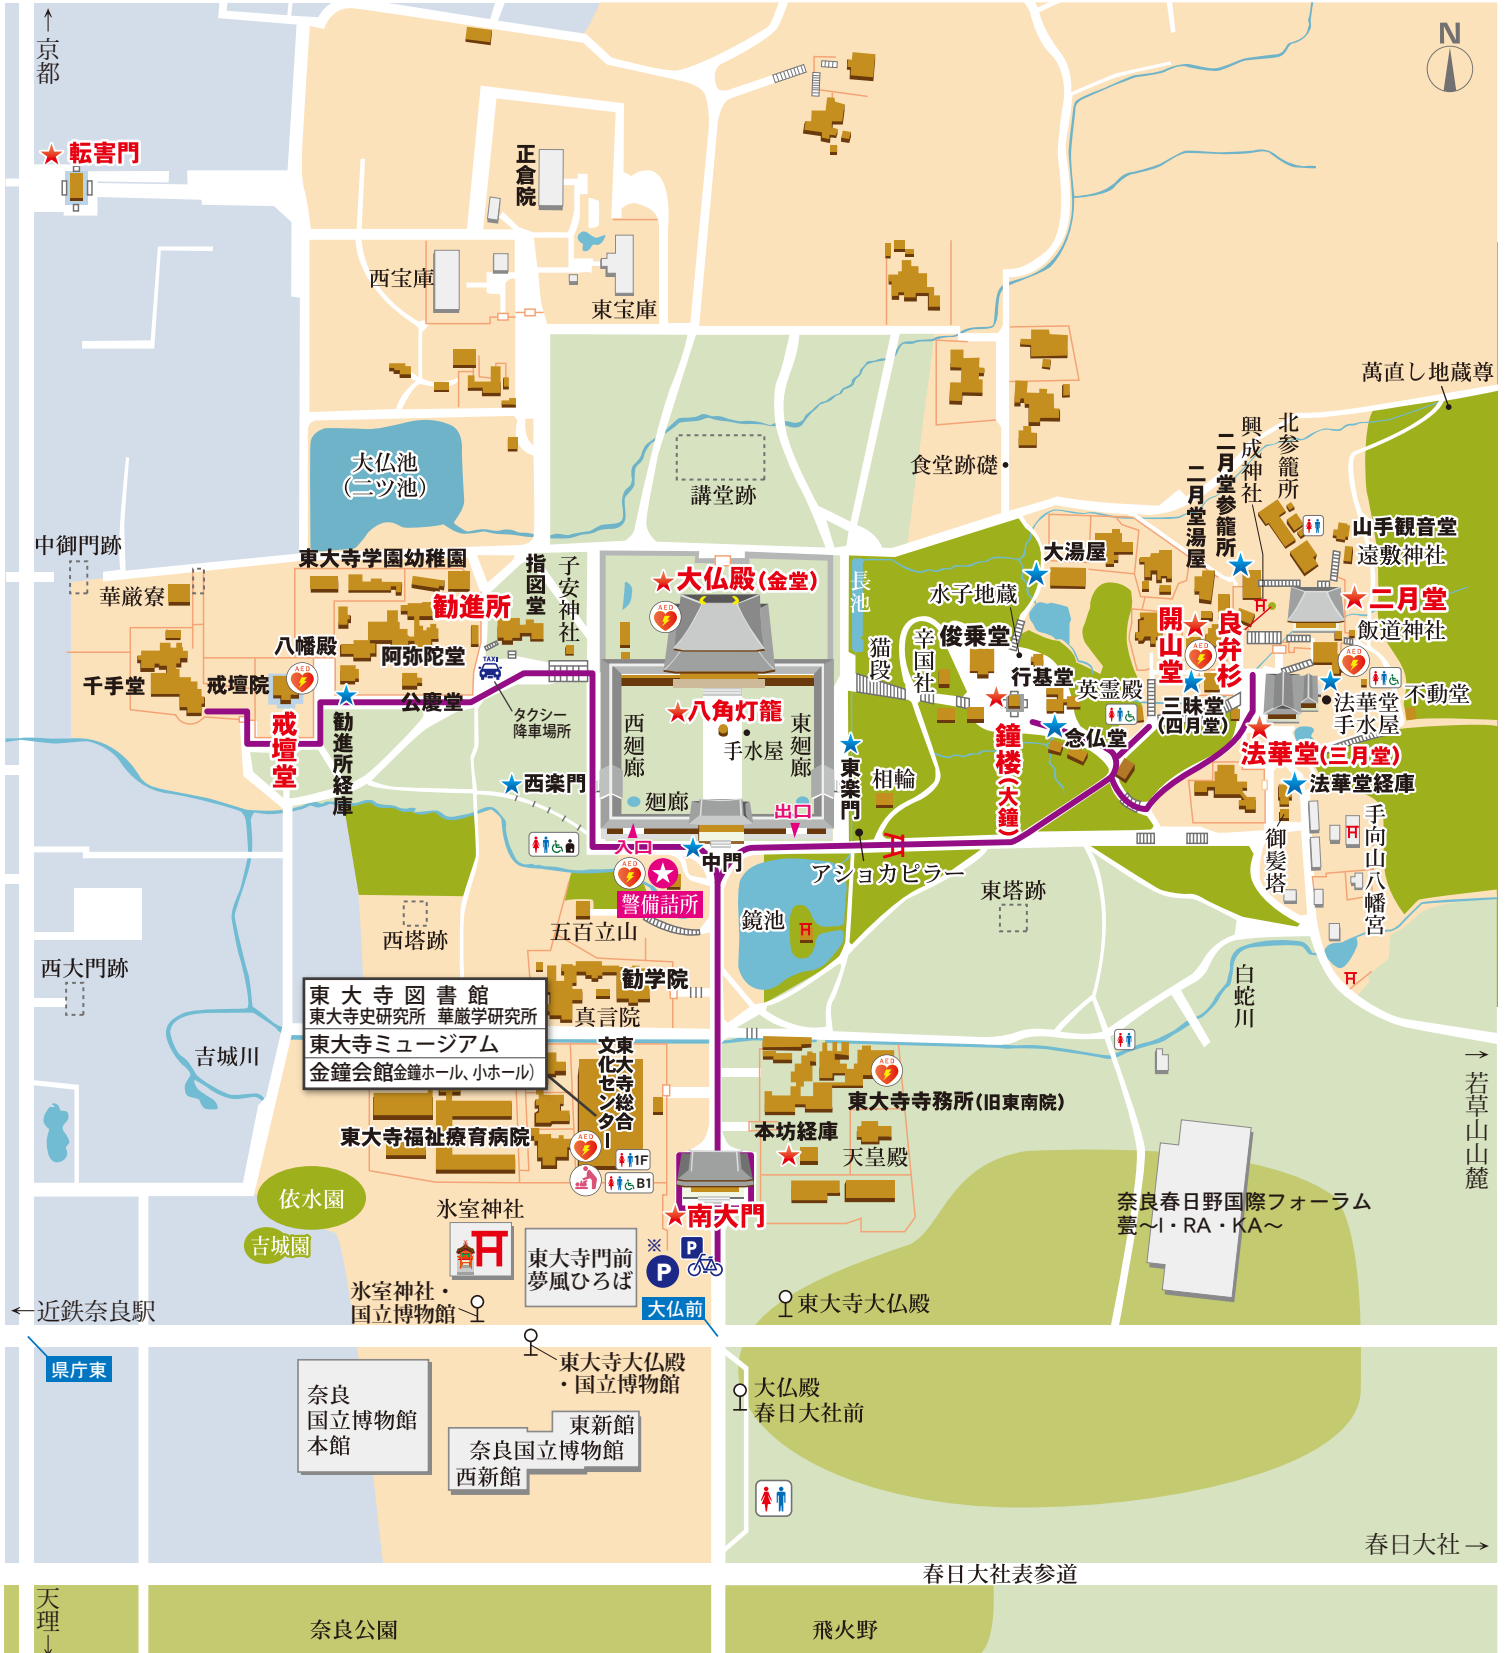 ↑京都
N
転害門
正倉院
西宝庫
東宝庫
萬直し地蔵尊
北参籠所
興成神社
二月堂参籠所
二月堂湯屋
食堂跡礎
大仏池
(二ツ池)
講堂跡
山手観音堂
遠敷神社
中御門跡
華厳寮
東大寺学園幼稚園
指図堂
子安神社
勧進所
大仏殿(金堂)
AED
長池
大湯屋
水子地蔵
二月堂
飯道神社
開山堂
良弁杉
AED
AED
八幡殿
阿弥陀堂
千手堂
戒壇院
AED
公慶堂
TAXI
タクシー
降車場所
猫段
辛国社
俊乗堂
行基堂
英霊殿
三昧堂
(四月堂)
不動堂
法華堂
手水屋
戒壇堂
勧進所経庫
西廻廊
八角灯籠
手水屋
東廻廊
廻廊
東楽門
西楽門
相輪
鐘楼(大鐘)
念仏堂
法華堂(三月堂)
法華堂経庫
出口
入口
中門
アショカピラー
御髪塔
手向山八幡宮
AED
警備詰所
鏡池
東塔跡
五百立山
西塔跡
西大門跡
勧学院
真言院
白蛇川
東大寺図書館
東大寺史研究所 華厳学研究所
東大寺ミュージアム
金鐘会館(金鐘ホール、小ホール)
東大寺総合
文化センター
吉城川
AED
東大寺寺務所(旧東南院)
本坊経庫
天皇殿
東大寺福祉療育病院
AED
1F
B1
→
若草山山麓
依水園
吉城園
氷室神社
南大門
東大寺門前
夢風ひろば
※
P
P
奈良春日野国際フォーラム
甍〜I・RA・KA〜
氷室神社・
国立博物館
大仏前
東大寺大仏殿
←近鉄奈良駅
県庁東
東大寺大仏殿
・国立博物館
大仏殿
春日大社前
奈良
国立博物館
本館
東新館
奈良国立博物館
西新館
春日大社→
春日大社表参道
天理↓
奈良公園
飛火野